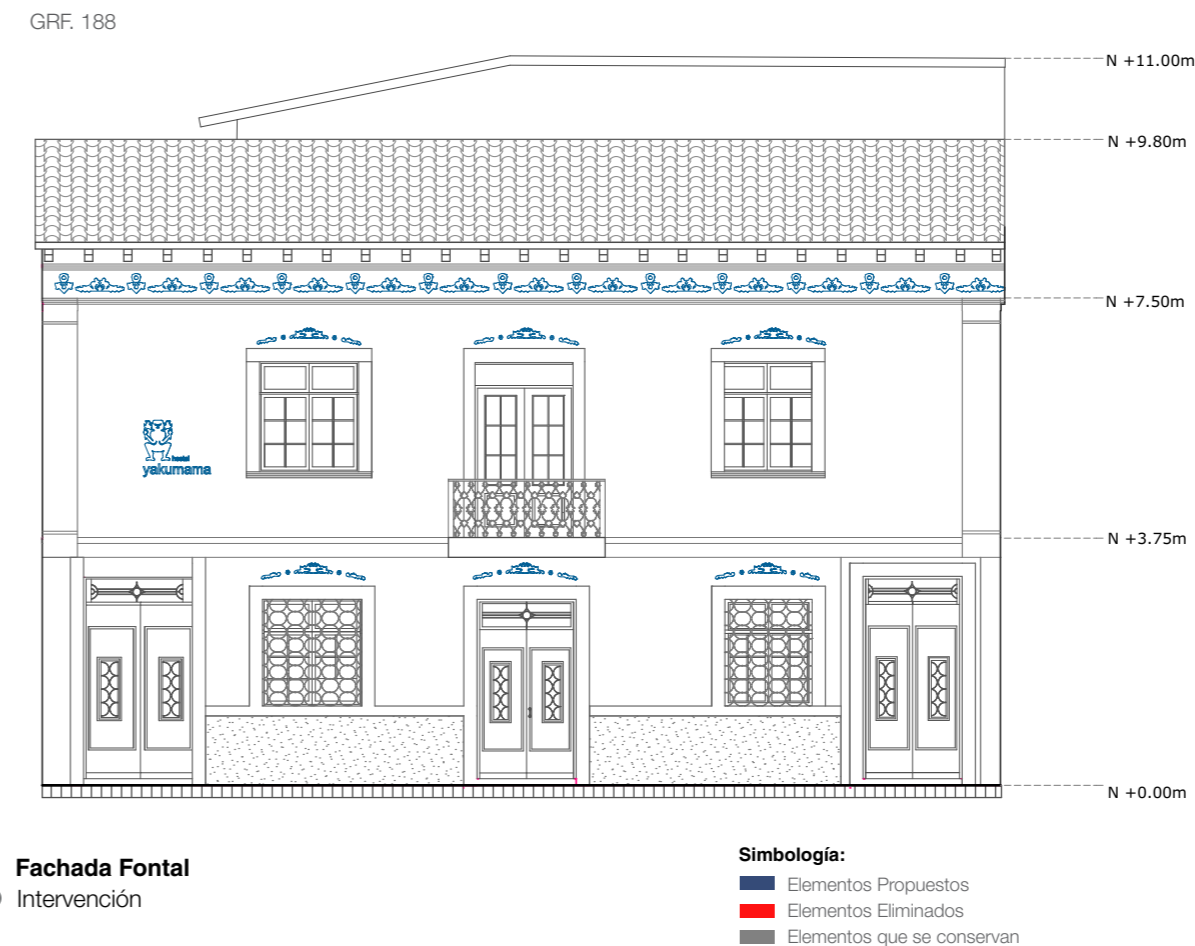 GRF. 188
N +11.00m
N +9.80m
N +7.50m
hostal
yakumama
N +3.75m
N +0.00m
Fachada Fontal
Intervención
Simbología:
Elementos Propuestos
Elementos Eliminados
Elementos que se conservan